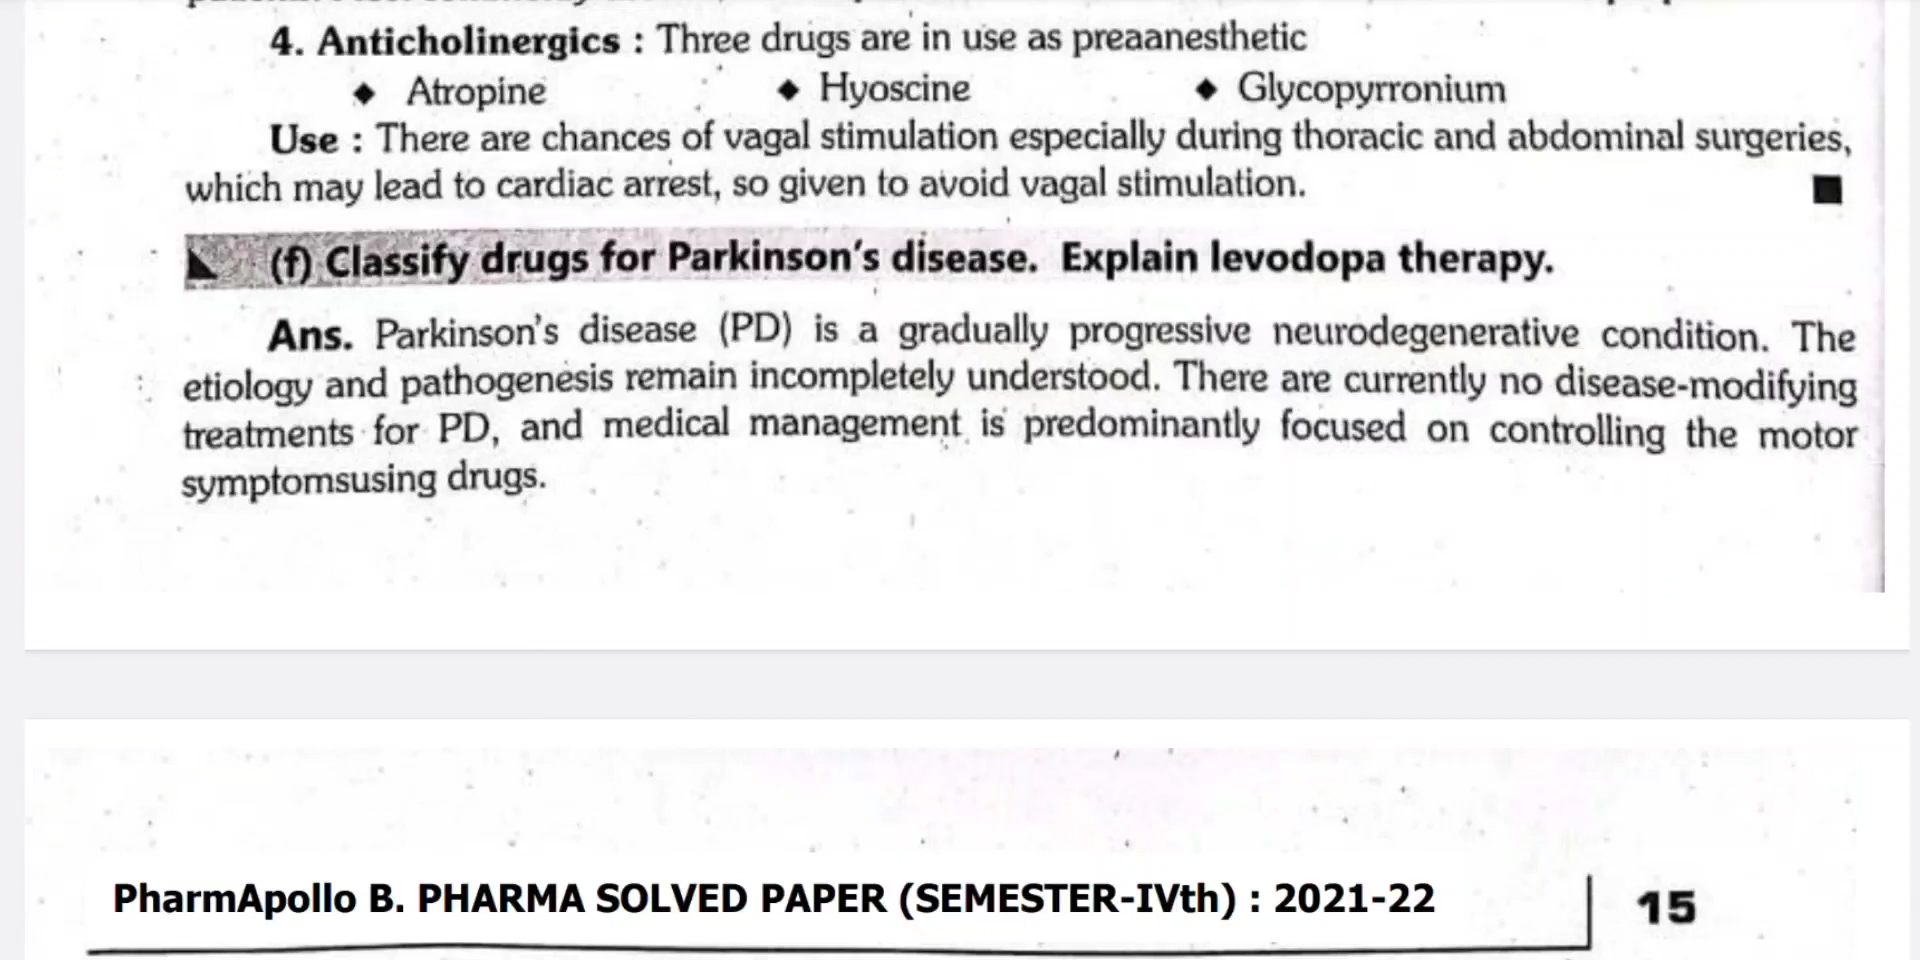 4. Anticholinergics : Three drugs are in use as preaanesthetic
◆ Atropine ◆ Hyoscine ◆ Glycopyrronium
Use : There are chances of vagal stimulation especially during thoracic and abdominal surgeries,
which may lead to cardiac arrest, so given to avoid vagal stimulation.
(f) Classify drugs for Parkinson's disease. Explain levodopa therapy.
Ans. Parkinson's disease (PD) is a gradually progressive neurodegenerative condition. The
etiology and pathogenesis remain incompletely understood. There are currently no disease-modifying
treatments for PD, and medical management is predominantly focused on controlling the motor
symptomsusing drugs.
PharmApollo B. PHARMA SOLVED PAPER (SEMESTER-IVth) : 2021-22 15